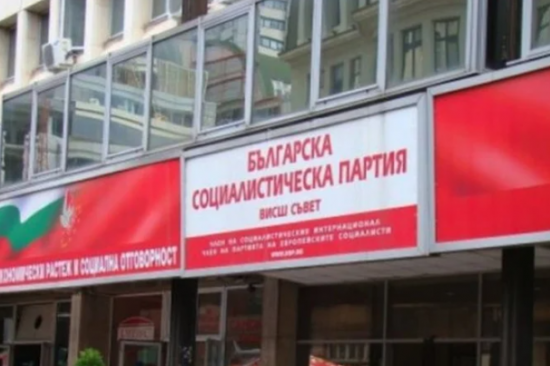 БЪЛГАРСКА
СОЦИАЛИСТИЧЕСКА ПАРТИЯ
ВИСШ СЪВЕТ
ЧЛЕН НА СОЦИАЛИСТИЧЕСКИЯ ИНТЕРНАЦИОНАЛ
ЧЛЕН НА ПАРТИЯТА НА ЕВРОПЕЙСКИТЕ СОЦИАЛИСТИ
WWW.BSP.BG
КОНОМИЧЕСКИ РАСТЕЖ И СОЦИАЛНА ОТГОВОРНОСТ